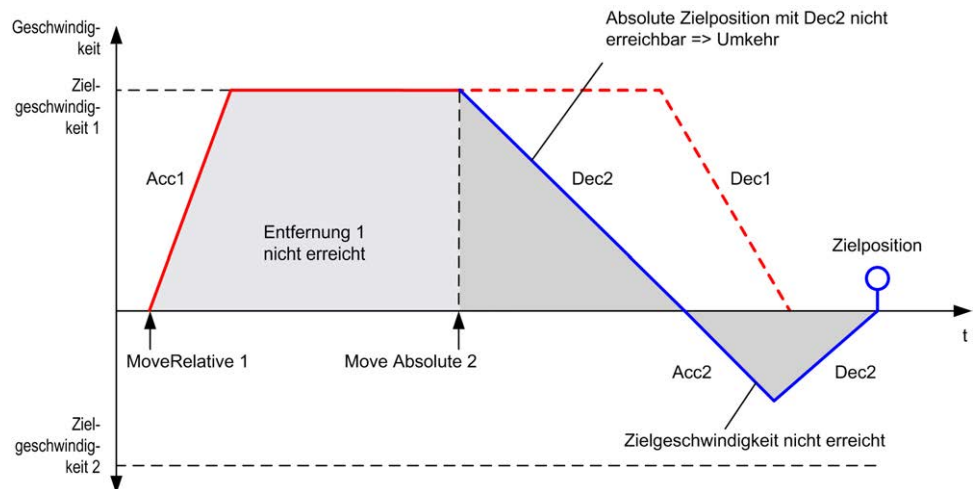 Geschwindig-
keit
Absolute Zielposition mit Dec2 nicht
erreichbar => Umkehr
Ziel-
geschwindig-
keit 1
Acc1
Dec2
Dec1
Entfernung 1
nicht erreicht
Zielposition
t
MoveRelative 1
Move Absolute 2
Acc2
Dec2
Ziel-
geschwindig-
keit 2
Zielgeschwindigkeit nicht erreicht